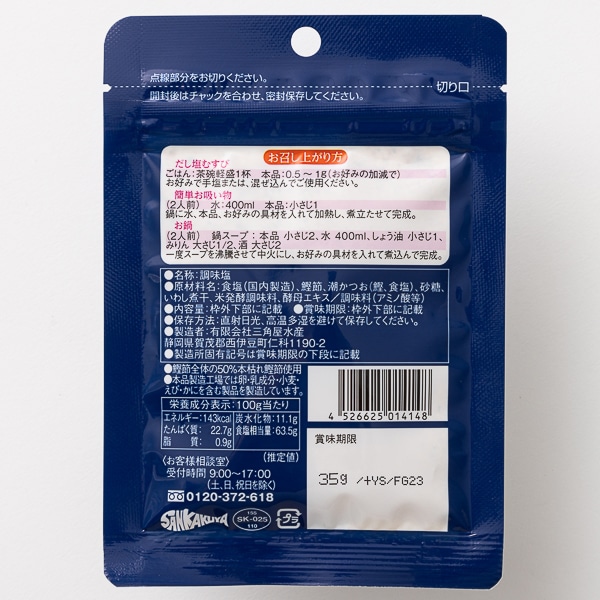 点線部分をお切りください。
開封後はチャックを合わせ、密封保存してください。
切り口
お召し上がり方
だし塩むすび
ごはん:茶碗軽盛1杯 本品:0.5〜1g(お好みの加減で)
お好みで手塩または、混ぜ込んでご使用ください。
簡単お吸い物
(2人前) 水:400ml 本品:小さじ1
鍋に水、本品、お好みの具材を入れて加熱し、煮立たせて完成。
お鍋
(2人前) 鍋スープ:本品 小さじ2、水 400ml、しょう油 小さじ1、
みりん 大さじ1/2、酒 大さじ2
一度スープを沸騰させて中火にし、お好みの具材を入れて煮込んで完成。
●名称:調味塩
●原材料名:食塩(国内製造)、鰹節、潮かつお(鰹、食塩)、砂糖、
いわし煮干、米発酵調味料、酵母エキス/調味料(アミノ酸等)
●内容量:枠外下部に記載 ●賞味期限:枠外下部に記載
●保存方法:直射日光、高温多湿を避けて保存してください。
●製造者:有限会社三角屋水産
静岡県賀茂郡西伊豆町仁科1190-2
●製造所固有記号は賞味期限の下段に記載
●鰹節全体の50%本枯れ鰹節使用
●本品製造工場では卵・乳成分・小麦・
えび・かにを含む製品を製造しています。
栄養成分表示:100g当たり
エネルギー:143kcal 炭水化物:11.1g
たんぱく質: 22.7g 食塩相当量:63.5g
脂 質: 0.9g
(推定値)
〈お客様相談室〉
受付時間 9:00〜17:00
(土、日、祝日を除く)
0120-372-618
SANKAKUYA
155
SK-025
110
プラ
4 526625 014148
賞味期限
35g /+YS/FG23